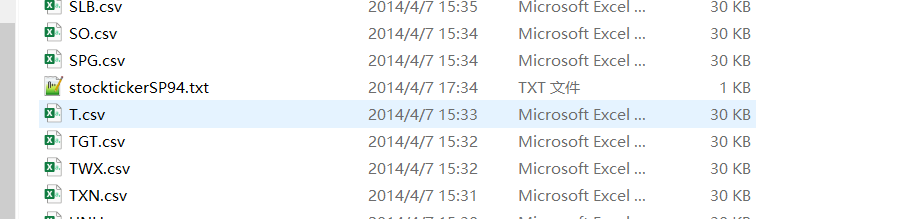 SLB.csv 2014/4/7 15:35 Microsoft Excel ... 30 KB
SO.csv 2014/4/7 15:34 Microsoft Excel ... 30 KB
SPG.csv 2014/4/7 15:34 Microsoft Excel ... 30 KB
stocktickerSP94.txt 2014/4/7 17:34 TXT 文件 1 KB
T.csv 2014/4/7 15:33 Microsoft Excel ... 30 KB
TGT.csv 2014/4/7 15:32 Microsoft Excel ... 30 KB
TWX.csv 2014/4/7 15:32 Microsoft Excel ... 30 KB
TXN.csv 2014/4/7 15:31 Microsoft Excel ... 30 KB